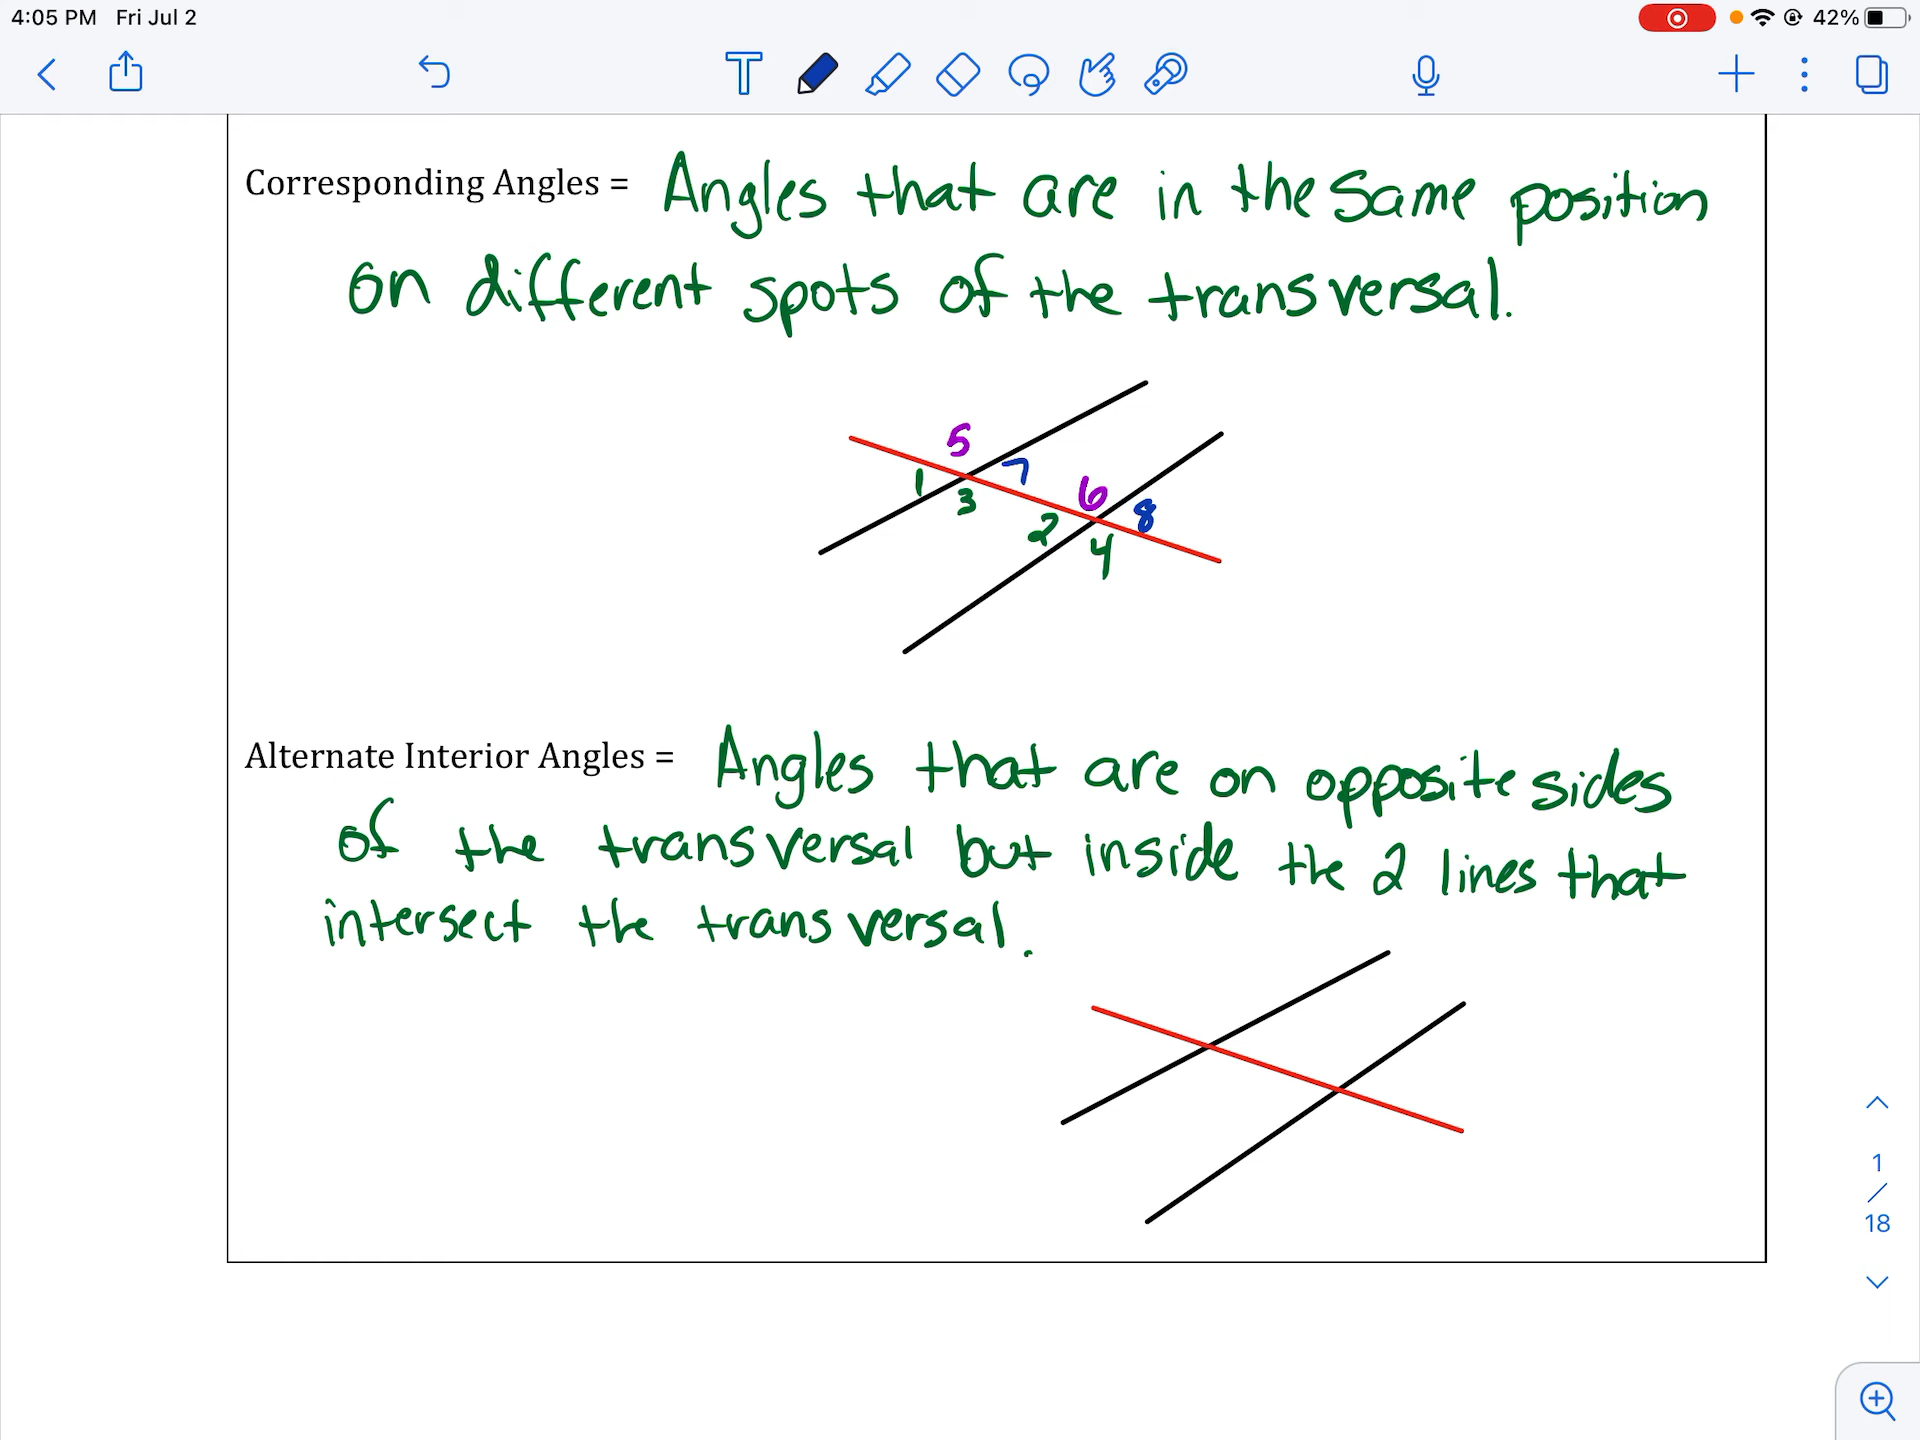 4:05 PM Fri Jul 2
42%
T
Corresponding Angles = Angles that are in the same position
on different spots of the transversal.
5
7
1
3
6
8
2
4
Alternate Interior Angles = Angles that are on opposite sides
of the transversal but inside the 2 lines that
intersect the transversal.
1
/
18